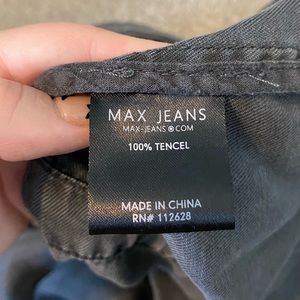 MAX JEANS
MAX-JEANS.COM
100% TENCEL
MADE IN CHINA
RN# 112628